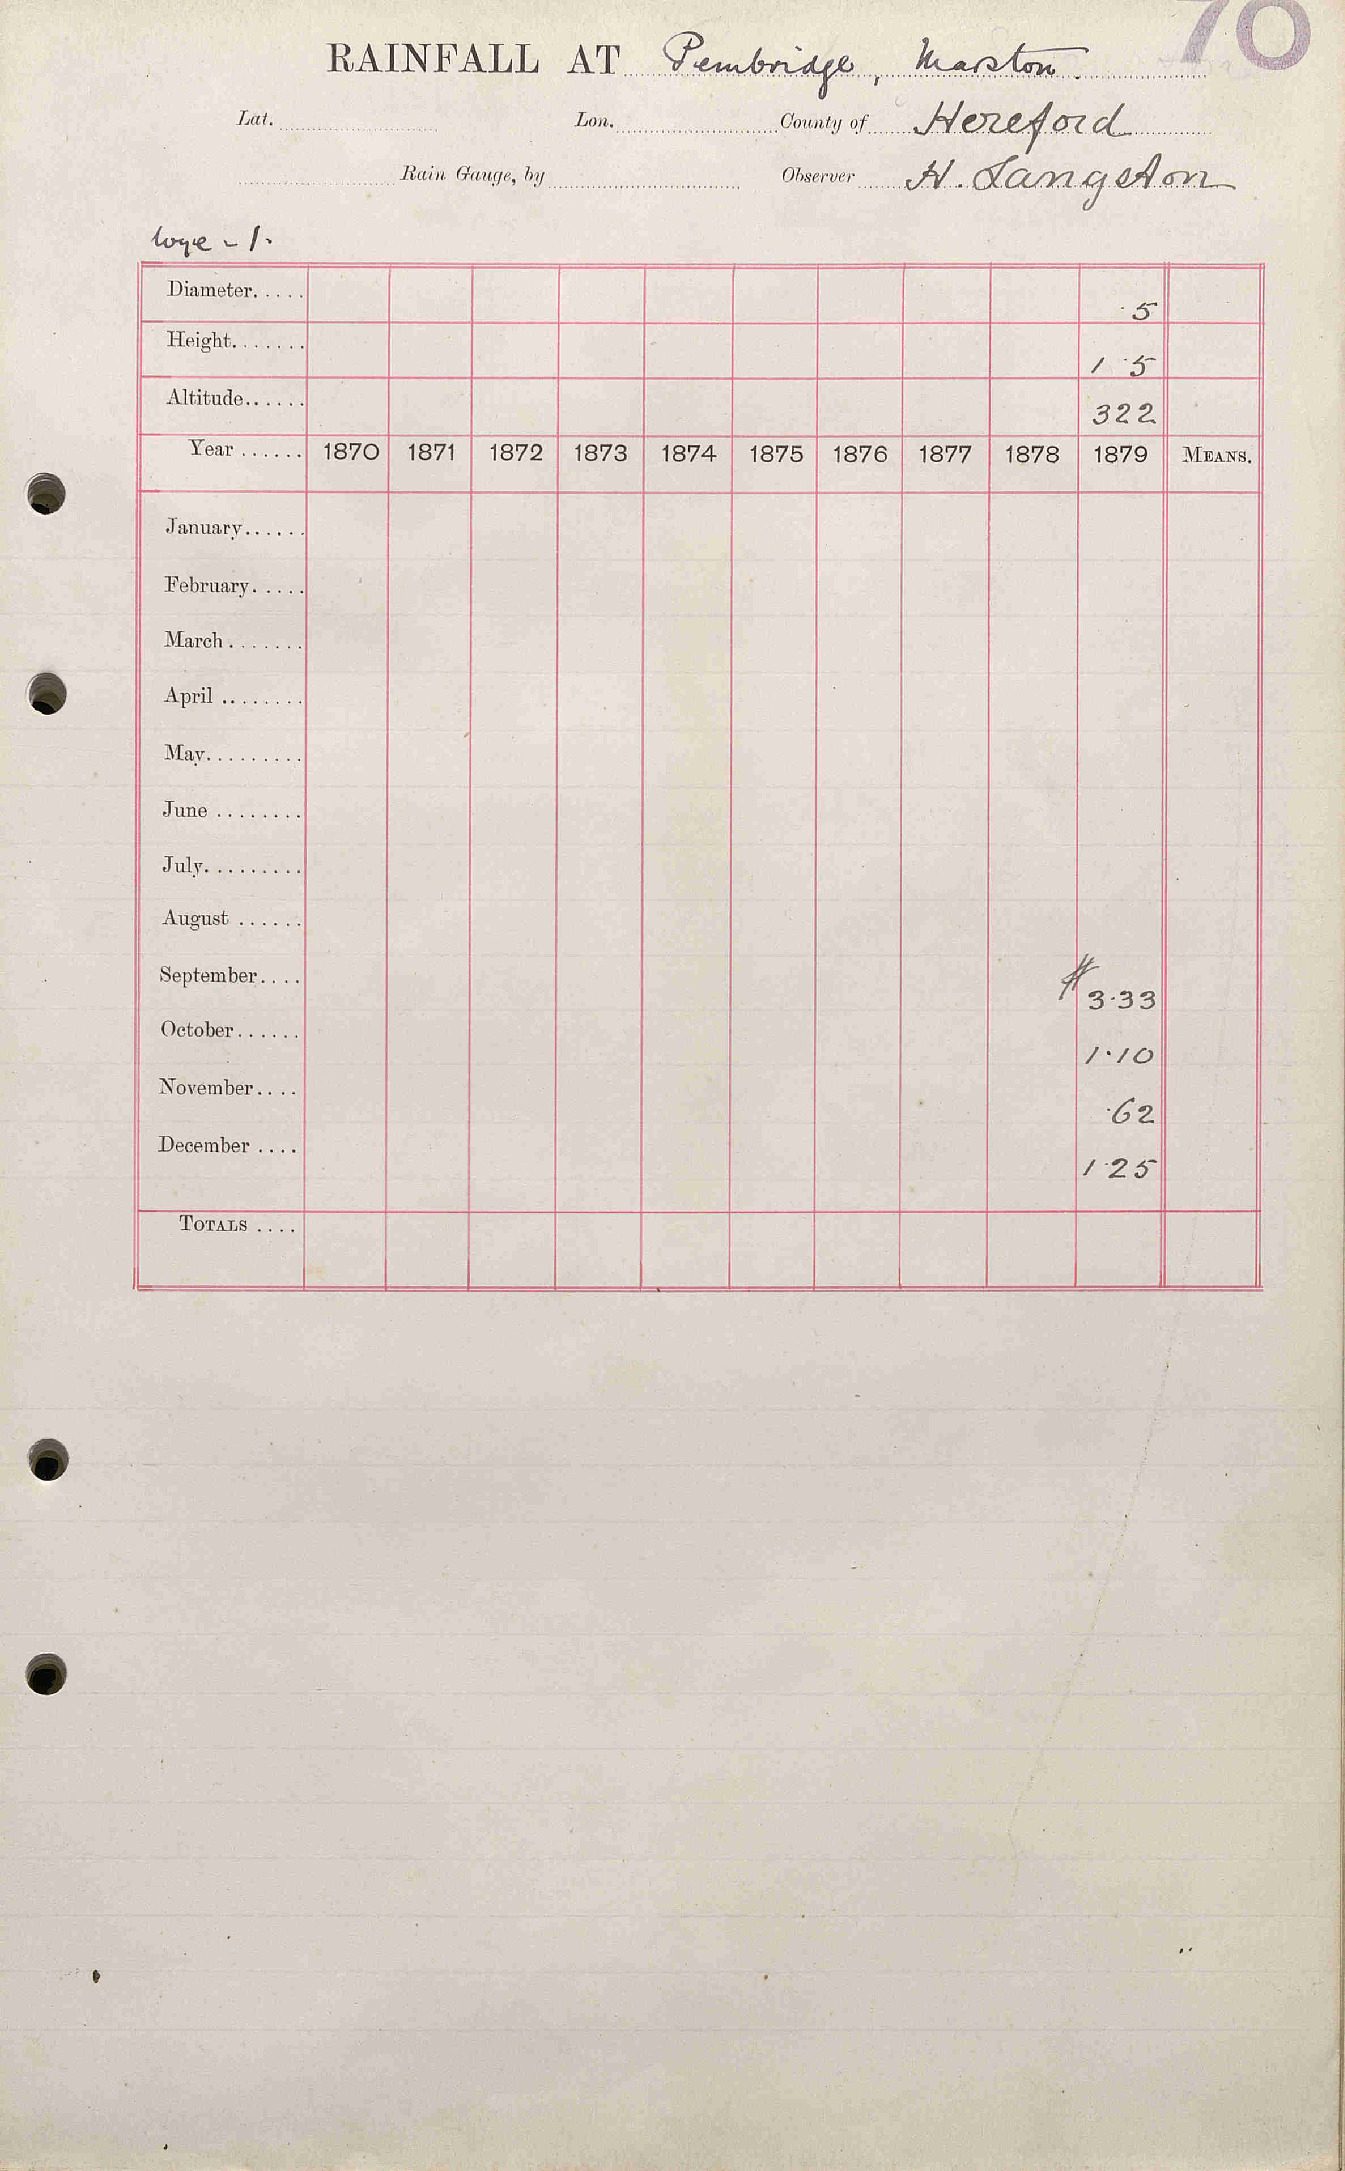 70
RAINFALL AT Pembridge, Marston.
Lat. Lon. County of Hereford
Rain Gauge, by Observer H. Langston
Wye - 1.
Diameter..... ·5
Height....... 1 ·5
Altitude...... 322
Year ...... 1870 1871 1872 1873 1874 1875 1876 1877 1878 1879 MEANS.
January......
February.....
March.......
April ........
May.........
June ........
July.........
August ......
September.... # 3·33
October...... 1·10
November.... ·62
December .... 1·25
TOTALS ....